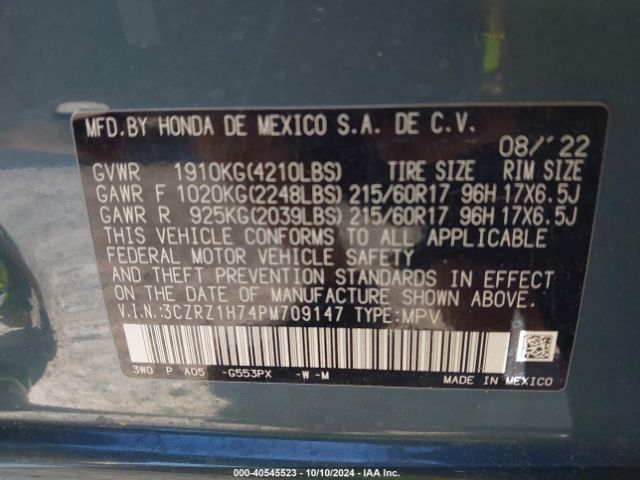 MFD. BY HONDA DE MEXICO S.A. DE C.V.
08/'22
GVWR 1910KG(4210LBS) TIRE SIZE RIM SIZE
GAWR F 1020KG(2248LBS) 215/60R17 96H 17X6.5J
GAWR R 925KG(2039LBS) 215/60R17 96H 17X6.5J
THIS VEHICLE CONFORMS TO ALL APPLICABLE
FEDERAL MOTOR VEHICLE SAFETY
AND THEFT PREVENTION STANDARDS IN EFFECT
ON THE DATE OF MANUFACTURE SHOWN ABOVE.
V.I.N.:3CZRZ1H74PM709147 TYPE:MPV
3W0 P A05 -G553PX -W-M
MADE IN MEXICO
000-40545523 - 10/10/2024 - IAA Inc.